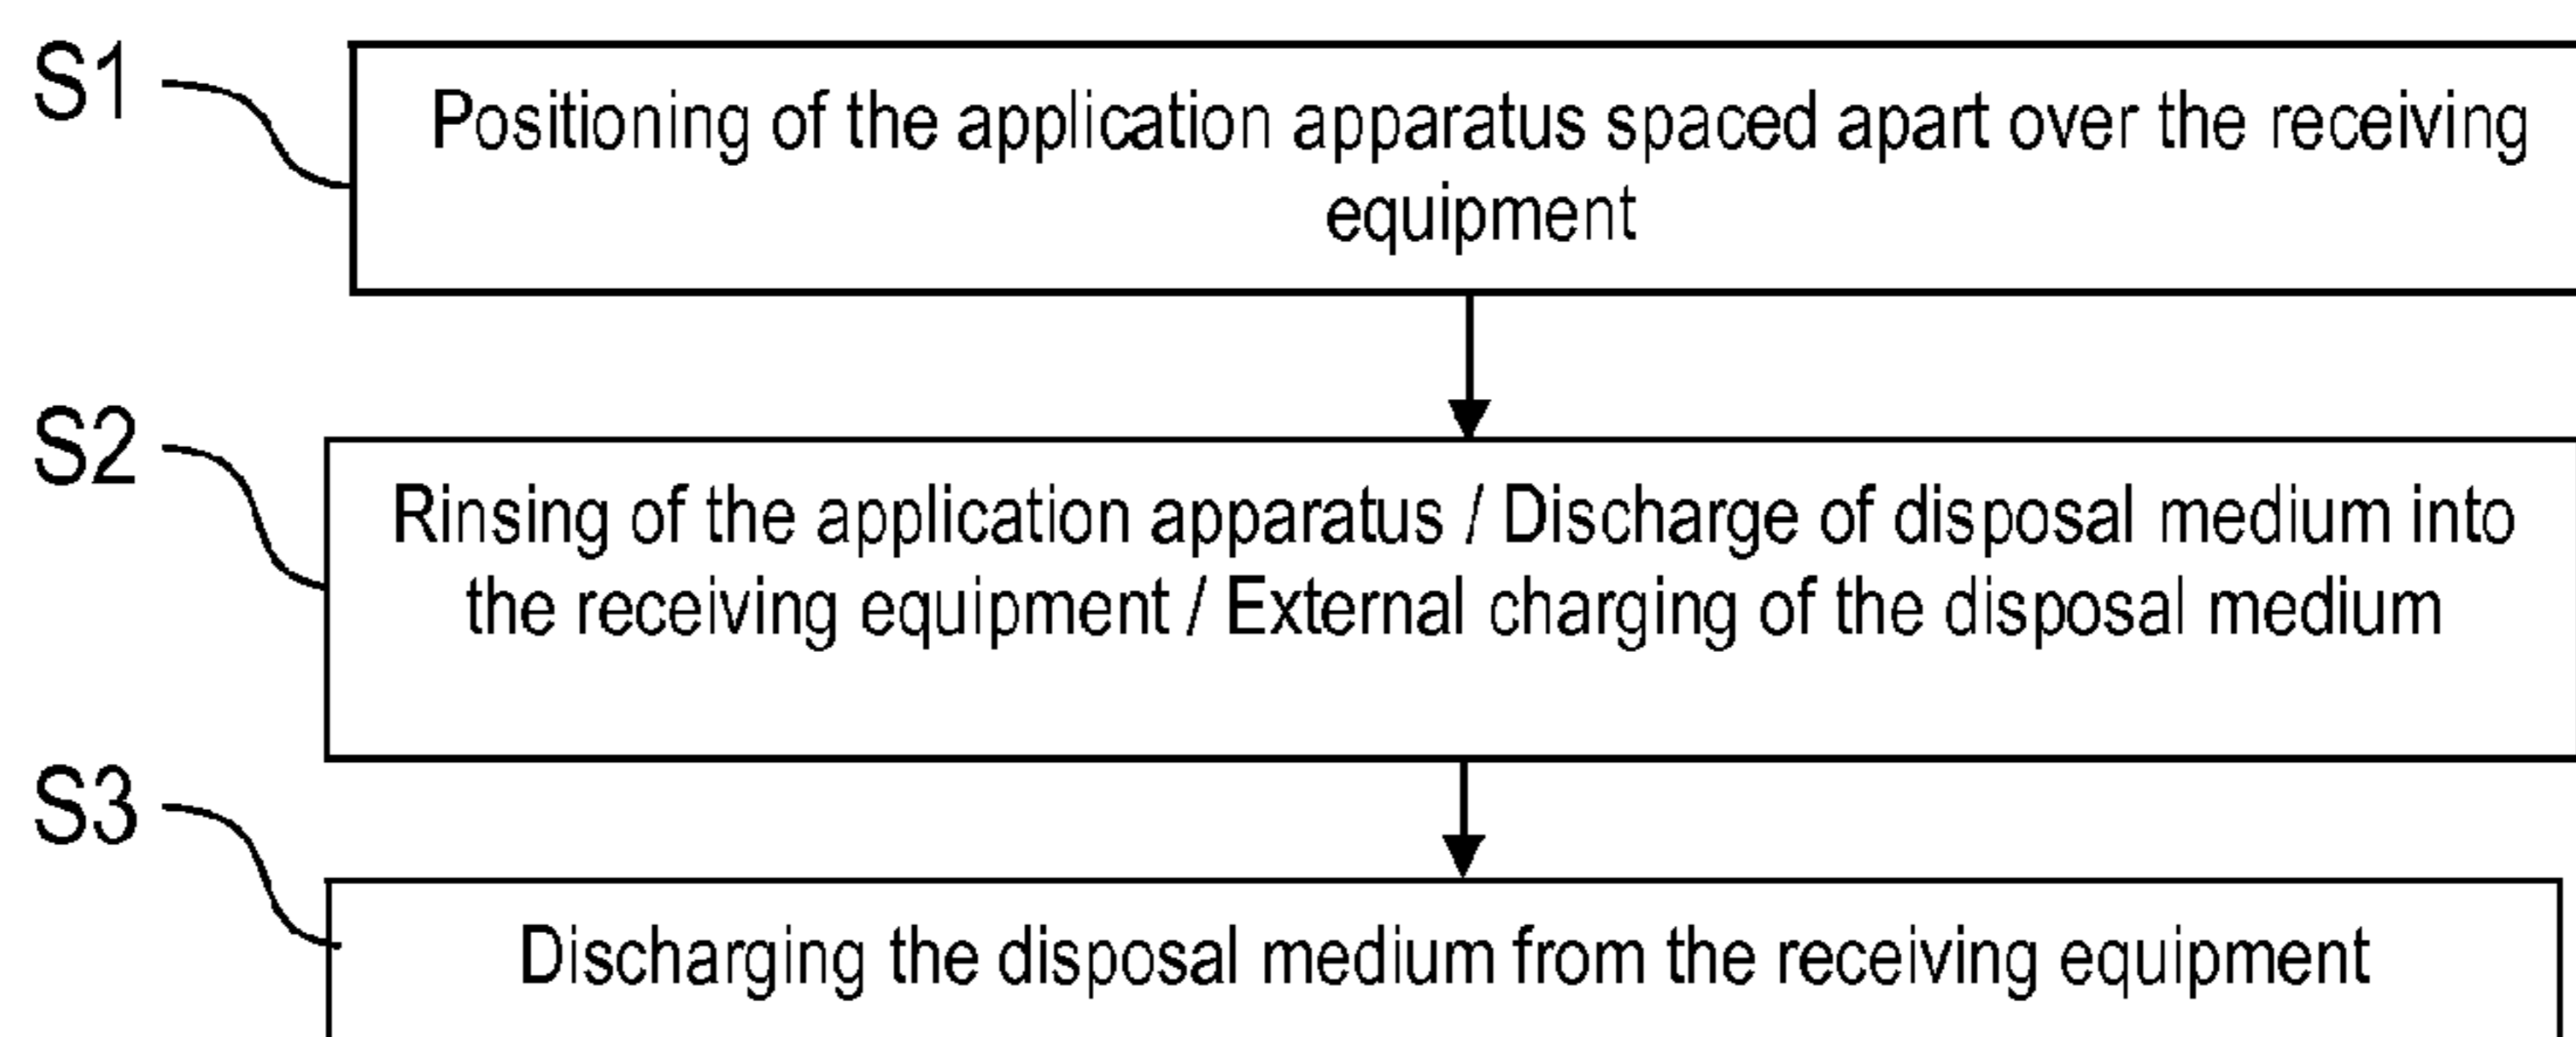 S1
Positioning of the application apparatus spaced apart over the receiving
equipment
S2
Rinsing of the application apparatus / Discharge of disposal medium into
the receiving equipment / External charging of the disposal medium
S3
Discharging the disposal medium from the receiving equipment